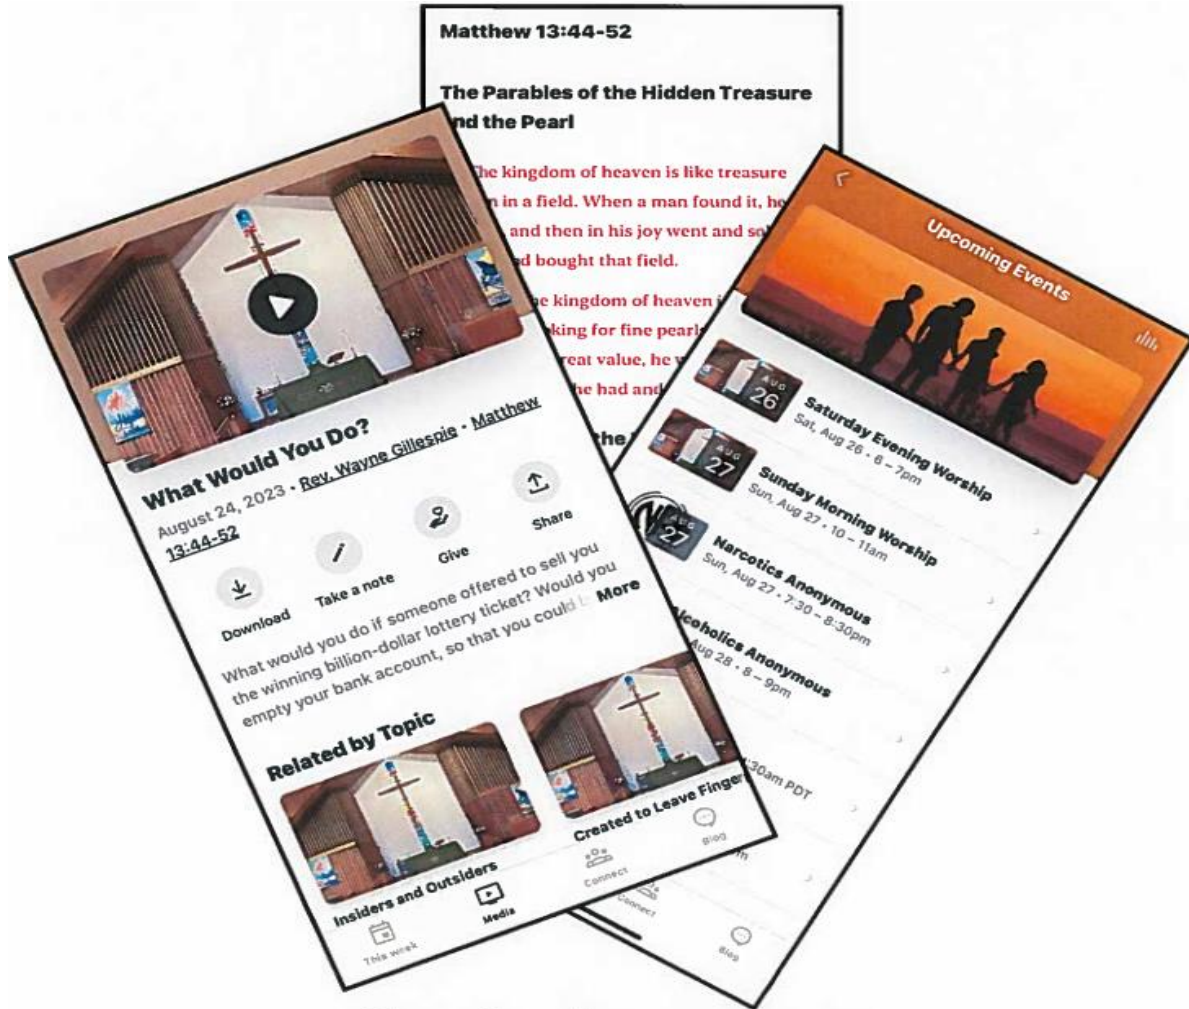 Matthew 13:44-52
The Parables of the Hidden Treasure
and the Pearl
The kingdom of heaven is like treasure
in a field. When a man found it, he
and then in his joy went and
bought that field.
kingdom of heaven
for fine pearls
great value, he
he had and
the
What Would You Do?
August 24, 2023 • Rev. Wayne Gillespie • Matthew
13:44-52
Download
Take a note
Give
Share
What would you do if someone offered to sell you
the winning billion-dollar lottery ticket? Would you
empty your bank account, so that you could
More
Related by Topic
Insiders and Outsiders
Created to Leave Finger
This week
Media
Connect
Blog
Upcoming Events
AUG
26
Saturday Evening Worship
Sat, Aug 26 • 6 – 7pm
AUG
27
Sunday Morning Worship
Sun, Aug 27 • 10 – 11am
AUG
27
Narcotics Anonymous
Sun, Aug 27 • 7:30 – 8:30pm
Alcoholics Anonymous
Aug 28 • 8 – 9pm
:30am PDT
Connect
Blog